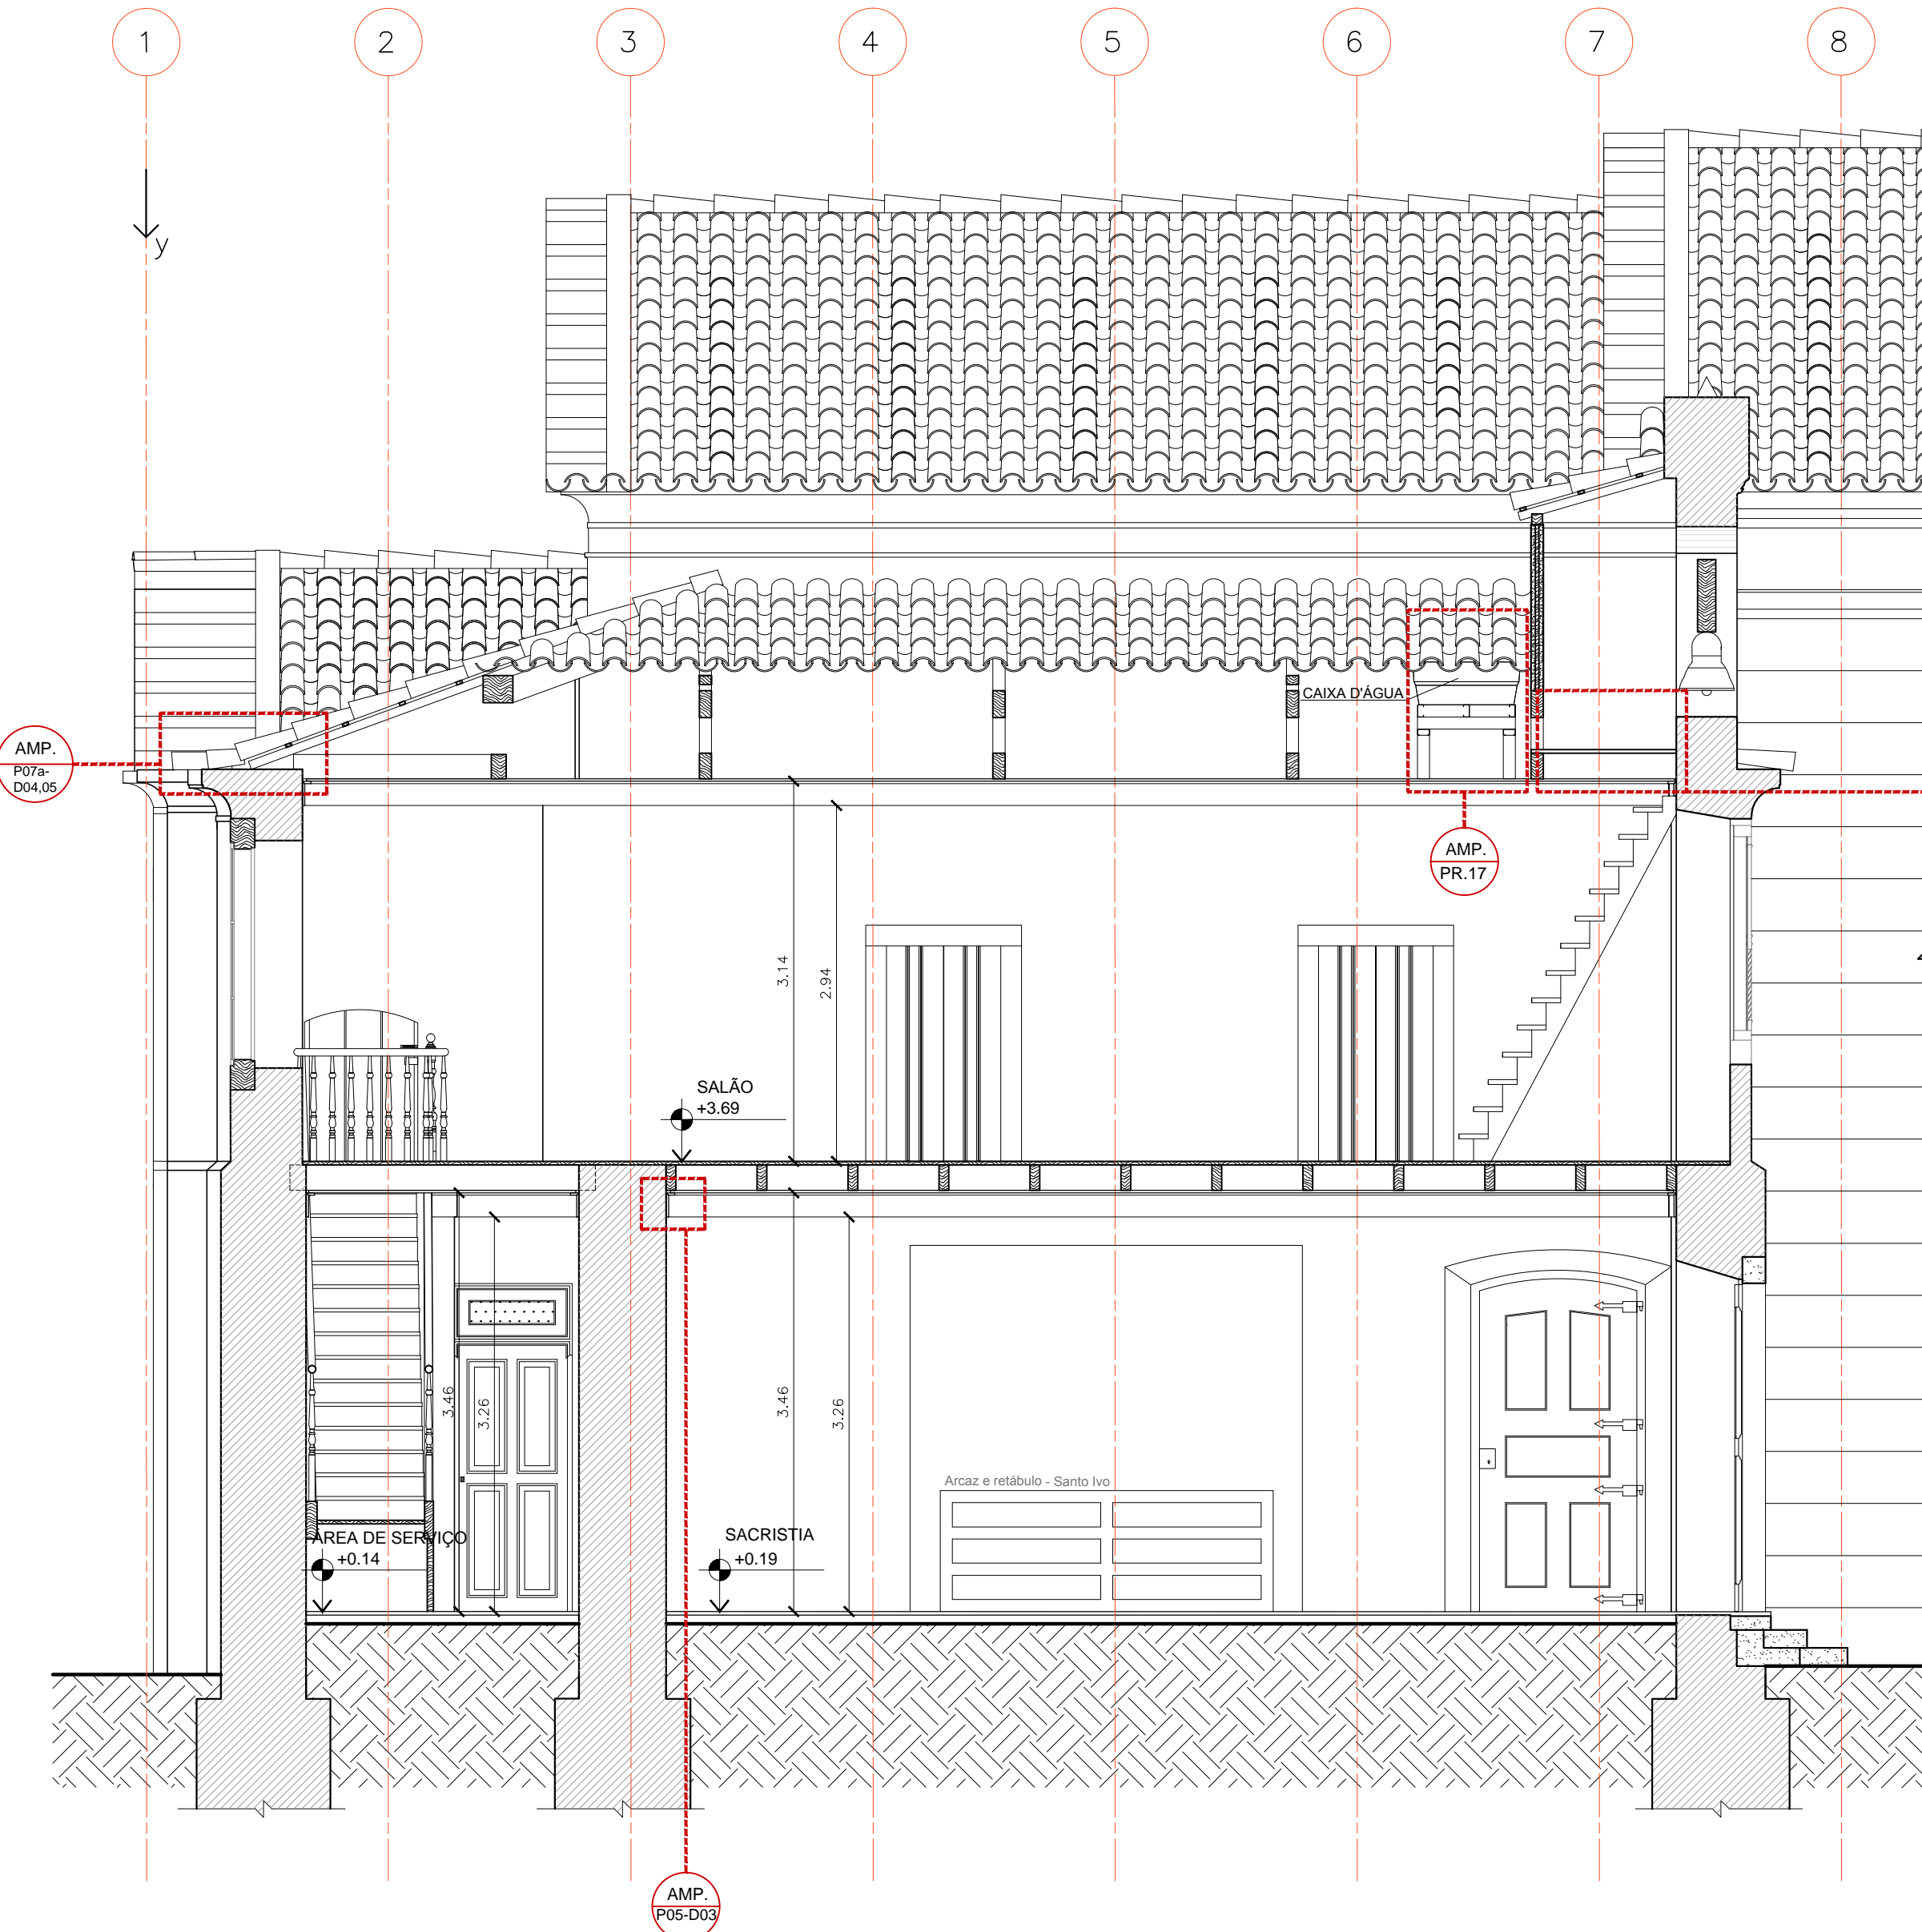 1 2 3 4 5 6 7 8
y
CAIXA D'ÁGUA
AMP.
P07a-
D04,05
AMP.
PR.17
3.14
2.94
SALÃO
+3.69
3.46
3.26
3.46
3.26
Arcaz e retábulo - Santo Ivo
ÁREA DE SERVIÇO
+0.14
SACRISTIA
+0.19
AMP.
P05-D03